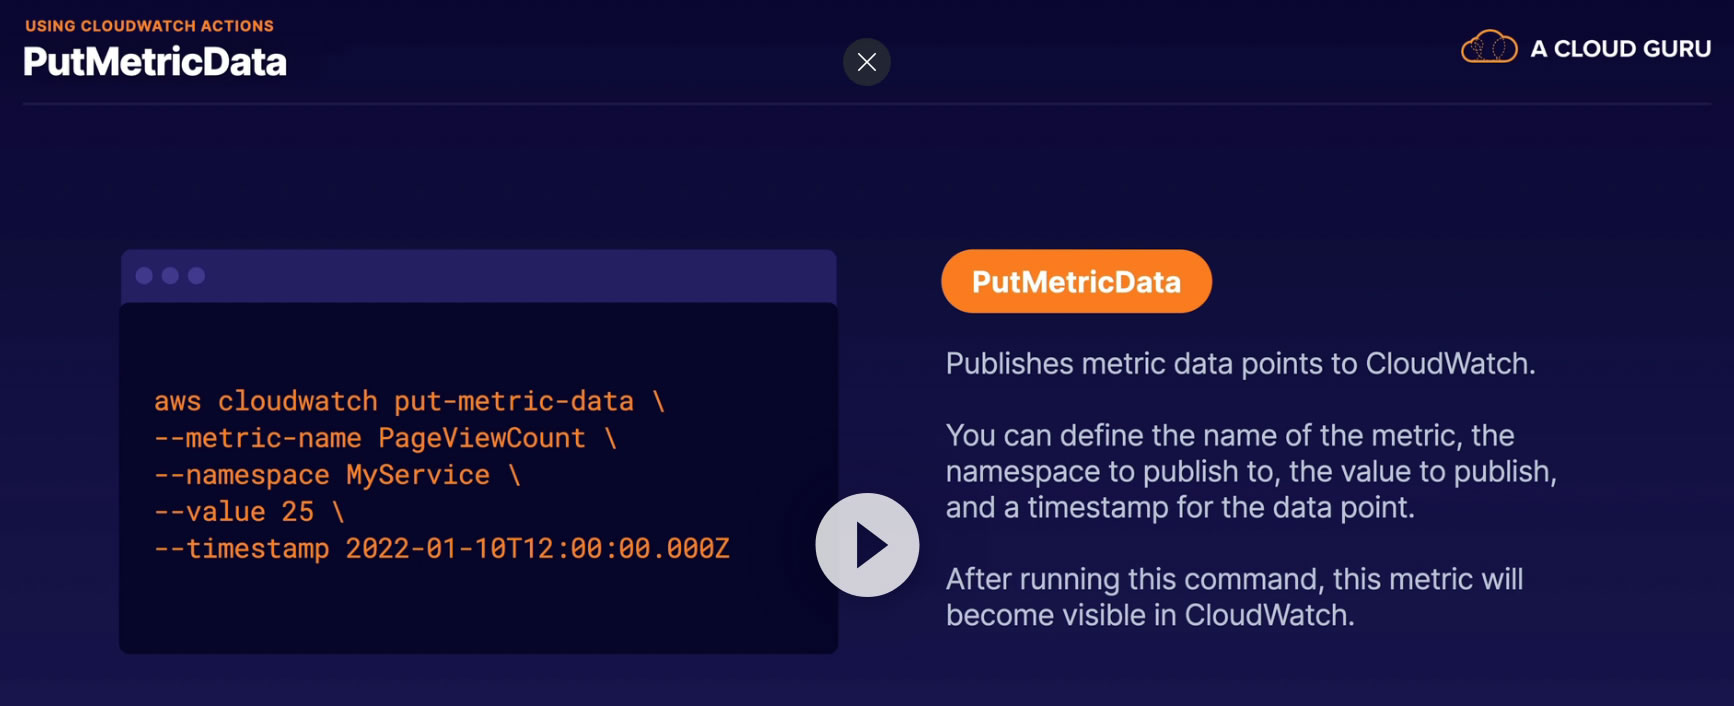 USING CLOUDWATCH ACTIONS
PutMetricData
A CLOUD GURU
aws cloudwatch put-metric-data \
--metric-name PageViewCount \
--namespace MyService \
--value 25 \
--timestamp 2022-01-10T12:00:00.000Z
PutMetricData
Publishes metric data points to CloudWatch.
You can define the name of the metric, the
namespace to publish to, the value to publish,
and a timestamp for the data point.
After running this command, this metric will
become visible in CloudWatch.